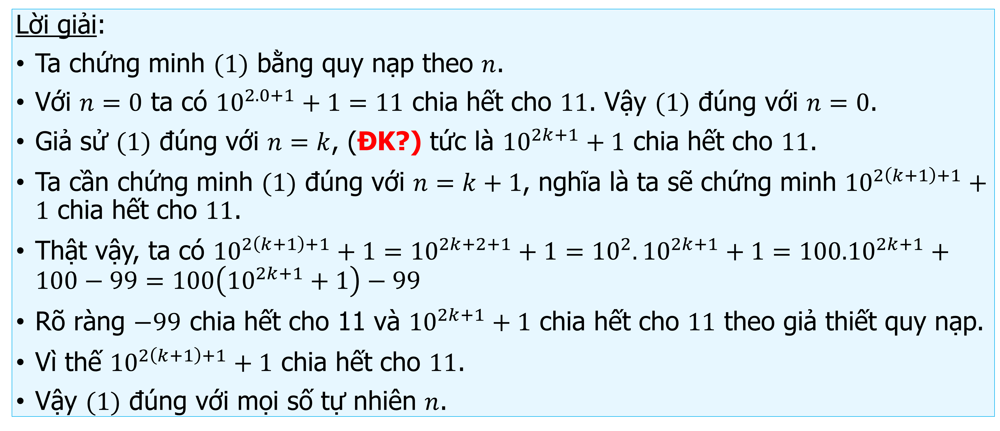 Lời giải:
• Ta chứng minh (1) bằng quy nạp theo 𝑛.
• Với 𝑛 = 0 ta có 10^{2.0+1} + 1 = 11 chia hết cho 11. Vậy (1) đúng với 𝑛 = 0.
• Giả sử (1) đúng với 𝑛 = 𝑘, (ĐK?) tức là 10^{2𝑘+1} + 1 chia hết cho 11.
• Ta cần chứng minh (1) đúng với 𝑛 = 𝑘 + 1, nghĩa là ta sẽ chứng minh 10^{2(𝑘+1)+1} +
1 chia hết cho 11.
• Thật vậy, ta có 10^{2(𝑘+1)+1} + 1 = 10^{2𝑘+2+1} + 1 = 10^{2}. 10^{2𝑘+1} + 1 = 100.10^{2𝑘+1} +
100 − 99 = 100(10^{2𝑘+1} + 1) − 99
• Rõ ràng −99 chia hết cho 11 và 10^{2𝑘+1} + 1 chia hết cho 11 theo giả thiết quy nạp.
• Vì thế 10^{2(𝑘+1)+1} + 1 chia hết cho 11.
• Vậy (1) đúng với mọi số tự nhiên 𝑛.